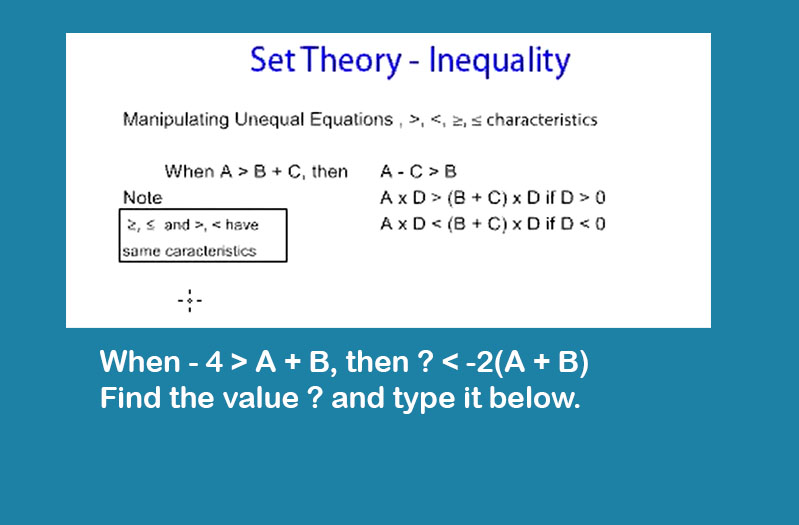 Set Theory - Inequality
Manipulating Unequal Equations , >, <, ≥, ≤ characteristics
When A > B + C, then A - C > B
Note A x D > (B + C) x D if D > 0
≥, ≤ and >, < have A x D < (B + C) x D if D < 0
same caracteristics
When - 4 > A + B, then ? < -2(A + B)
Find the value ? and type it below.